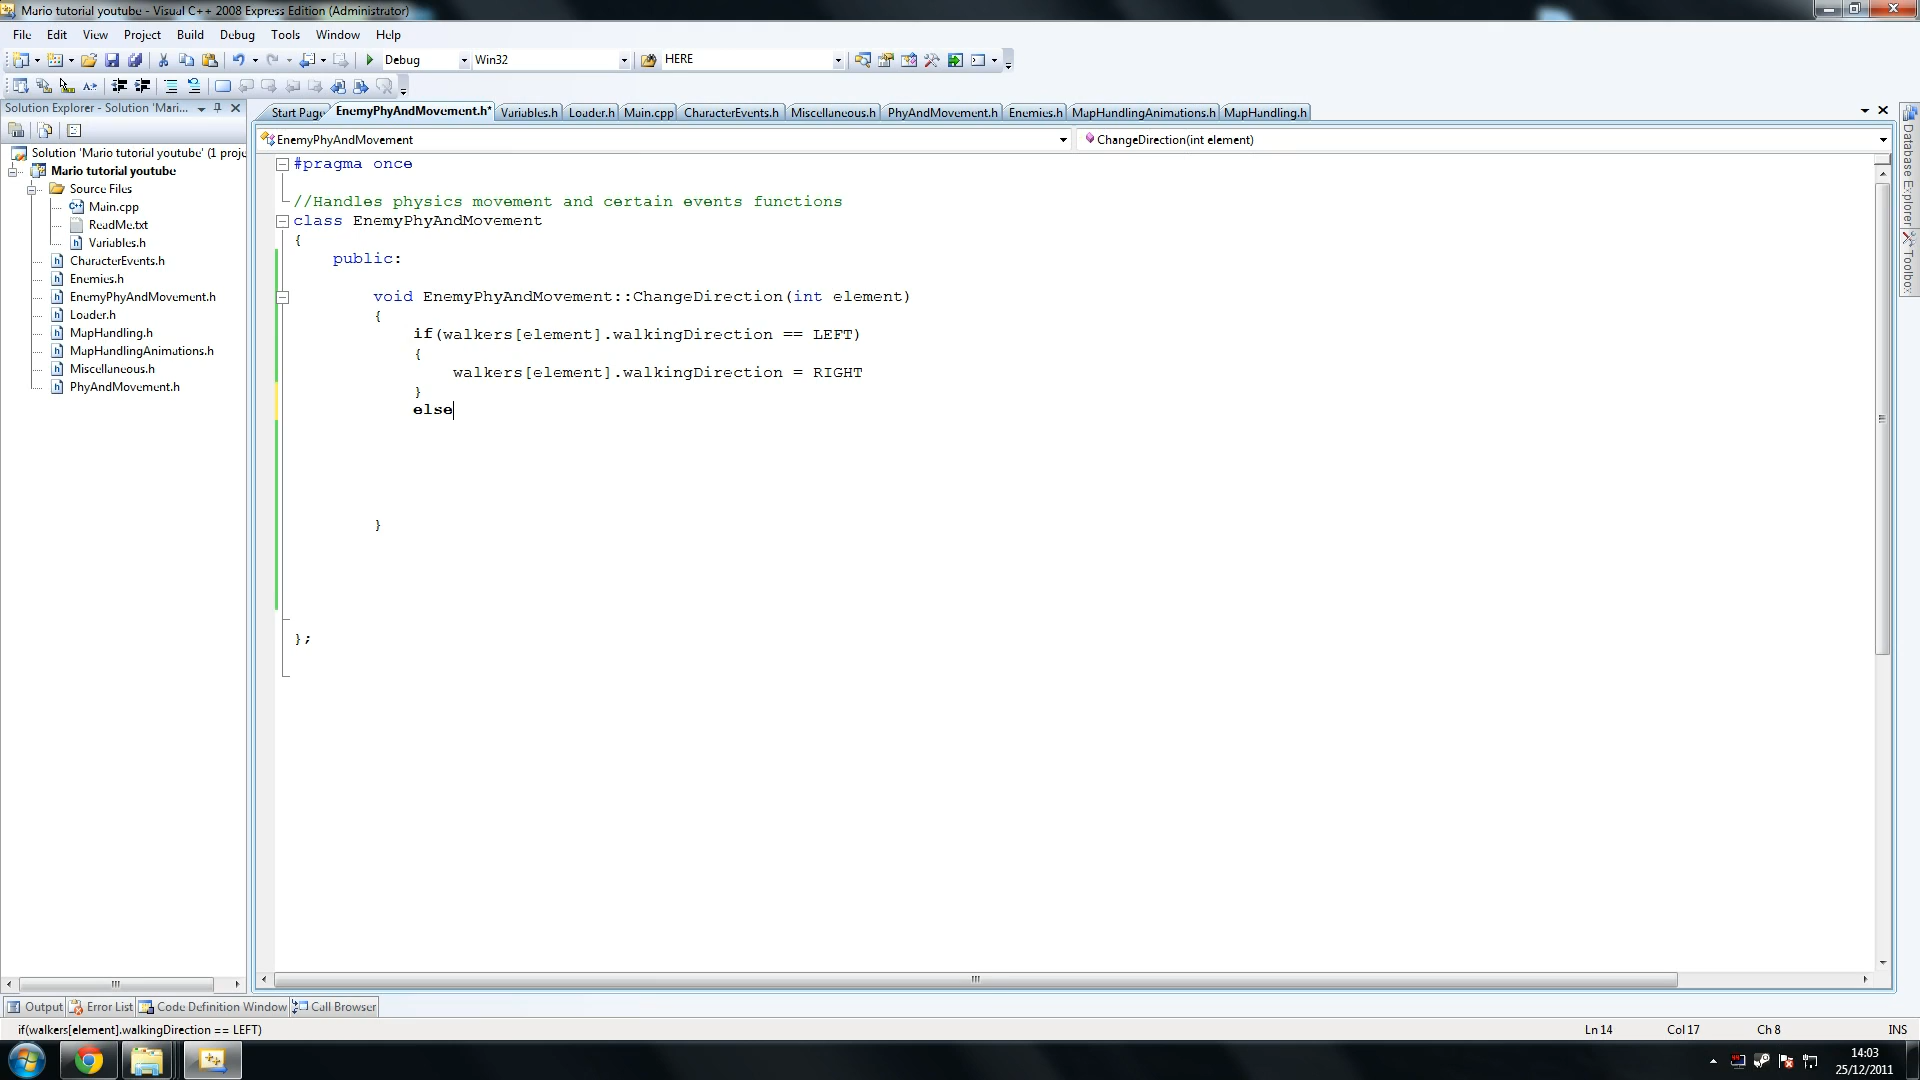 Mario tutorial youtube - Visual C++ 2008 Express Edition (Administrator)
File Edit View Project Build Debug Tools Window Help
Debug Win32 HERE
Solution Explorer - Solution 'Mari...
Start Page EnemyPhyAndMovement.h* Variables.h Loader.h Main.cpp CharacterEvents.h Miscellaneous.h PhyAndMovement.h Enemies.h MapHandlingAnimations.h MapHandling.h
EnemyPhyAndMovement ChangeDirection(int element)
Solution 'Mario tutorial youtube' (1 proje
Mario tutorial youtube
Source Files
Main.cpp
ReadMe.txt
Variables.h
CharacterEvents.h
Enemies.h
EnemyPhyAndMovement.h
Loader.h
MapHandling.h
MapHandlingAnimations.h
Miscellaneous.h
PhyAndMovement.h
#pragma once
//Handles physics movement and certain events functions
class EnemyPhyAndMovement
{
public:
void EnemyPhyAndMovement::ChangeDirection(int element)
{
if(walkers[element].walkingDirection == LEFT)
{
walkers[element].walkingDirection = RIGHT
}
else
}
};
Database Explorer
Toolbox
Output Error List Code Definition Window Call Browser
if(walkers[element].walkingDirection == LEFT) Ln 14 Col 17 Ch 8 INS
14:03
25/12/2011